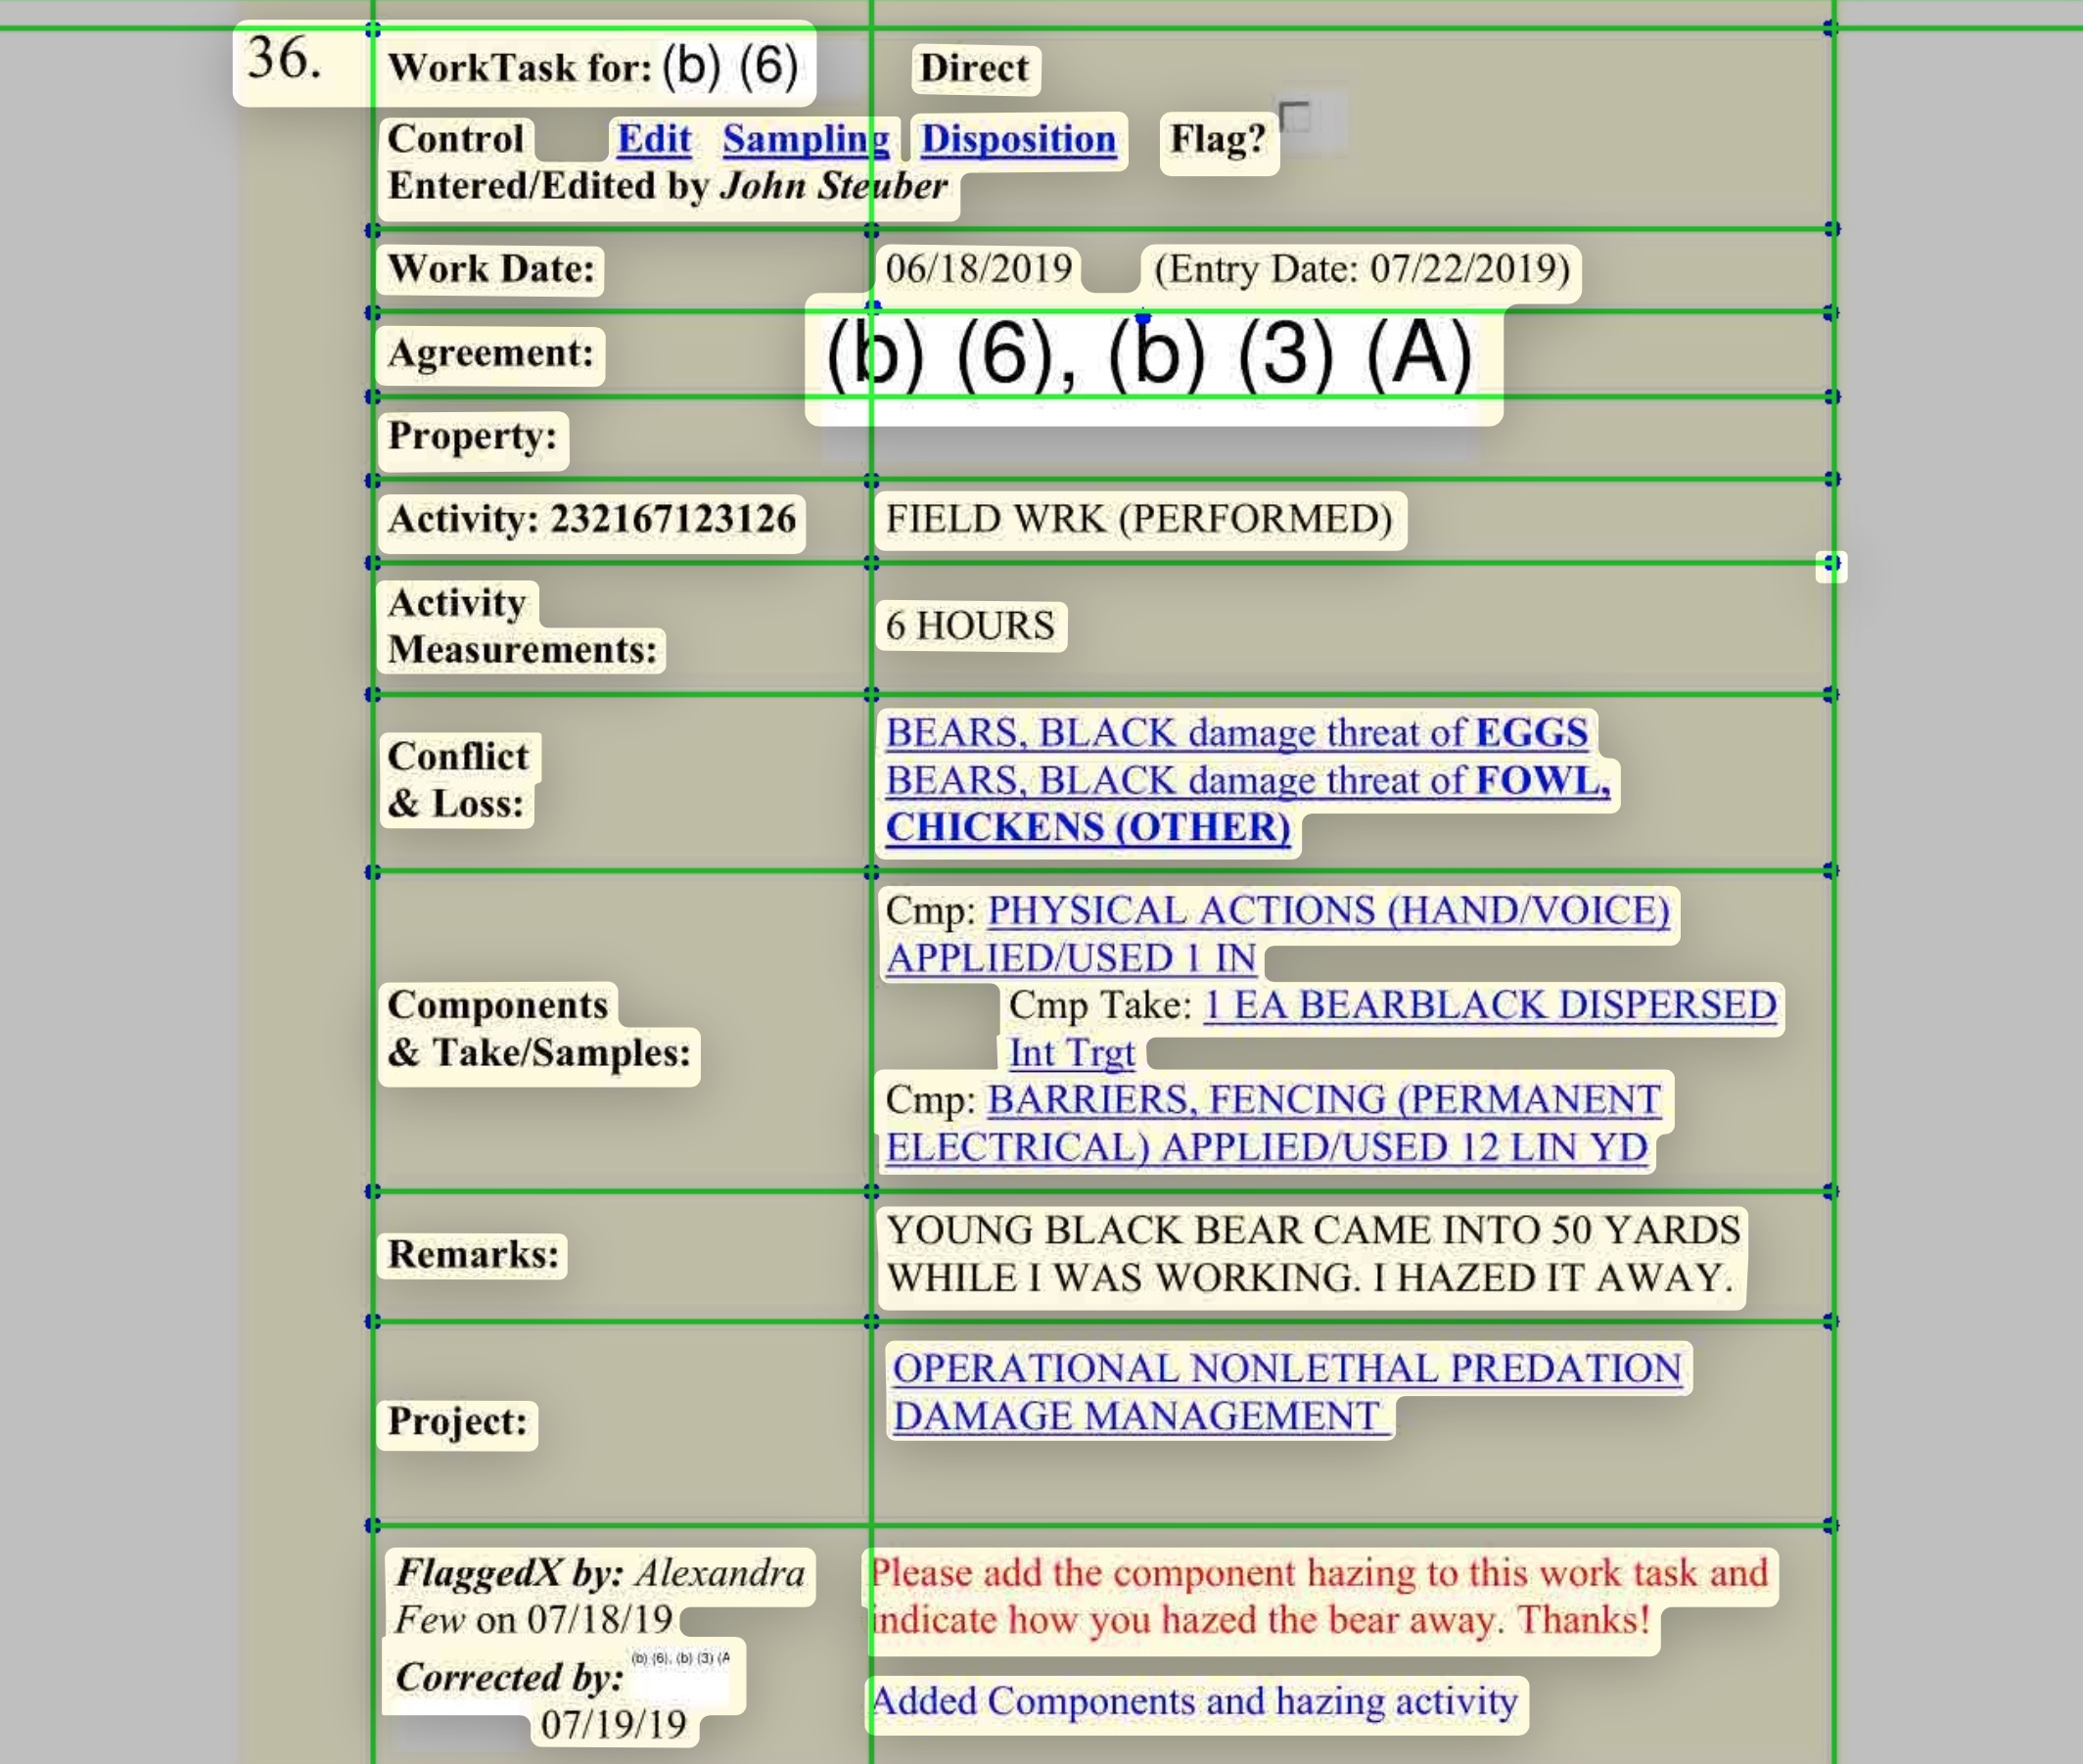 36. WorkTask for: (b) (6) Direct
Control Edit Sampling Disposition Flag?
Entered/Edited by John Steuber
Work Date: 06/18/2019 (Entry Date: 07/22/2019)
Agreement: (b) (6), (b) (3) (A)
Property:
Activity: 232167123126 FIELD WRK (PERFORMED)
Activity
Measurements: 6 HOURS
BEARS, BLACK damage threat of EGGS
Conflict
& Loss:
BEARS, BLACK damage threat of FOWL,
CHICKENS (OTHER)
Components
& Take/Samples:
Cmp: PHYSICAL ACTIONS (HAND/VOICE)
APPLIED/USED 1 IN
Cmp Take: 1 EA BEARBLACK DISPERSED
Int Trgt
Cmp: BARRIERS, FENCING (PERMANENT
ELECTRICAL) APPLIED/USED 12 LIN YD
Remarks:
YOUNG BLACK BEAR CAME INTO 50 YARDS
WHILE I WAS WORKING. I HAZED IT AWAY.
Project:
OPERATIONAL NONLETHAL PREDATION
DAMAGE MANAGEMENT
FlaggedX by: Alexandra
Few on 07/18/19
Please add the component hazing to this work task and
indicate how you hazed the bear away. Thanks!
Corrected by: (b) (6), (b) (3) (A
07/19/19
Added Components and hazing activity